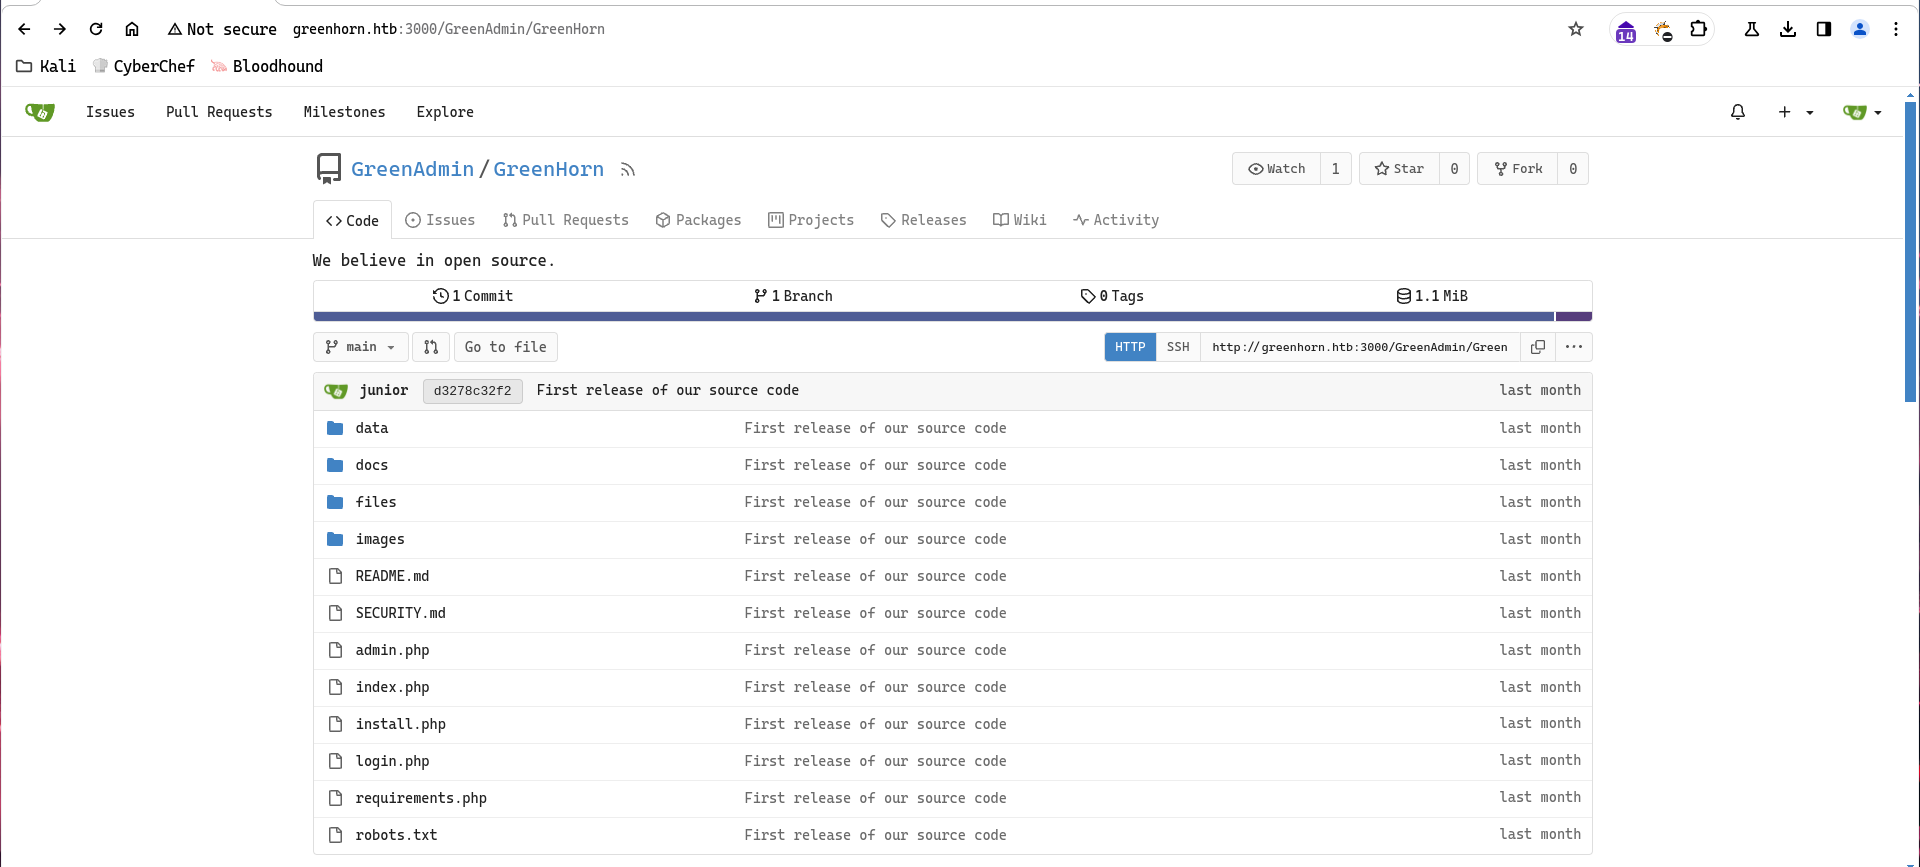 Not secure greenhorn.htb:3000/GreenAdmin/GreenHorn 14
Kali CyberChef Bloodhound
Issues Pull Requests Milestones Explore
GreenAdmin / GreenHorn Watch 1 Star 0 Fork 0
Code Issues Pull Requests Packages Projects Releases Wiki Activity
We believe in open source.
1 Commit 1 Branch 0 Tags 1.1 MiB
main Go to file HTTP SSH http://greenhorn.htb:3000/GreenAdmin/Green
junior d3278c32f2 First release of our source code last month
data First release of our source code last month
docs First release of our source code last month
files First release of our source code last month
images First release of our source code last month
README.md First release of our source code last month
SECURITY.md First release of our source code last month
admin.php First release of our source code last month
index.php First release of our source code last month
install.php First release of our source code last month
login.php First release of our source code last month
requirements.php First release of our source code last month
robots.txt First release of our source code last month